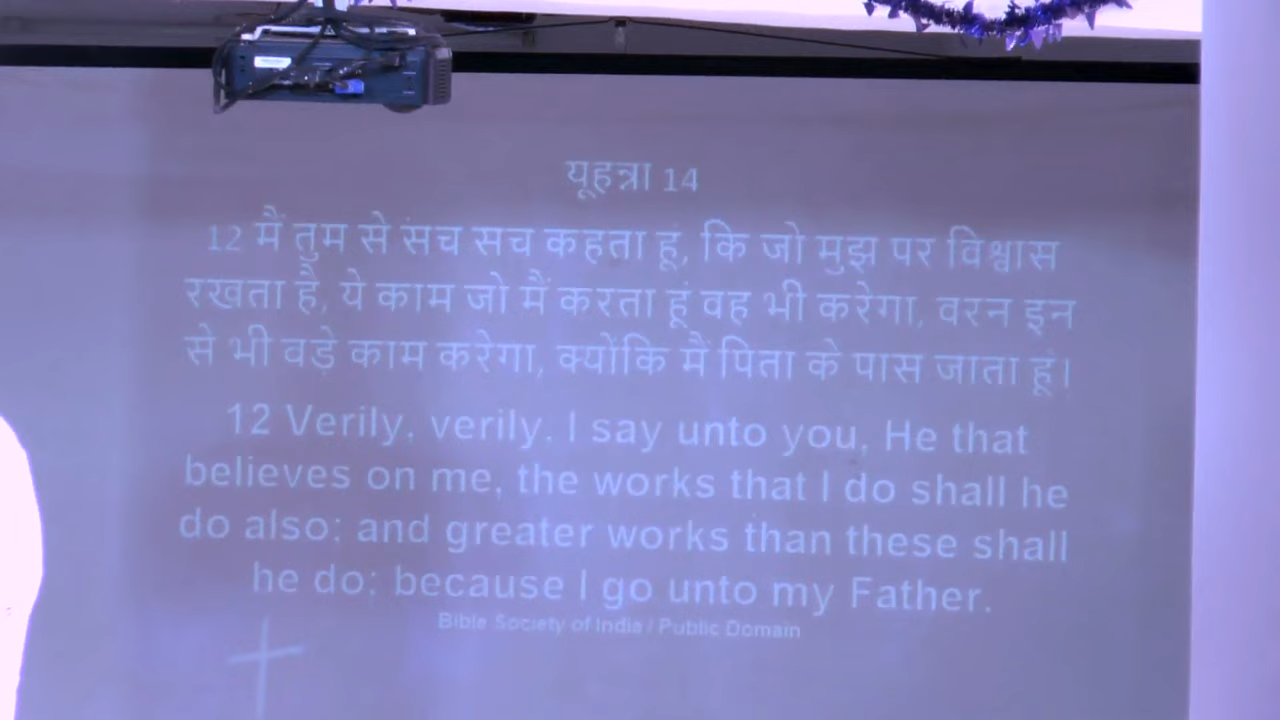 यूहन्ना 14
12 मैं तुम से सच सच कहता हूं, कि जो मुझ पर विश्वास
रखता है, ये काम जो मैं करता हूं वह भी करेगा, वरन इन
से भी बड़े काम करेगा, क्योंकि मैं पिता के पास जाता हूं।
12 Verily, verily, I say unto you, He that
believes on me, the works that I do shall he
do also; and greater works than these shall
he do; because I go unto my Father.
Bible Society of India / Public Domain